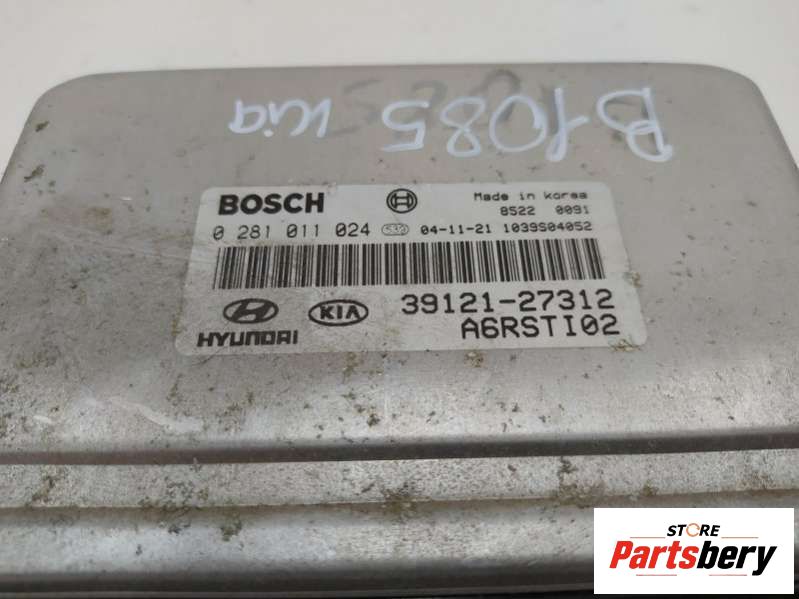 B1085 Kia
BOSCH
Made in korea
8522 0091
0 281 011 024 04-11-21 1039S04052
39121-27312
HYUNDAI KIA
A6RSTI02
STORE
Partsbery